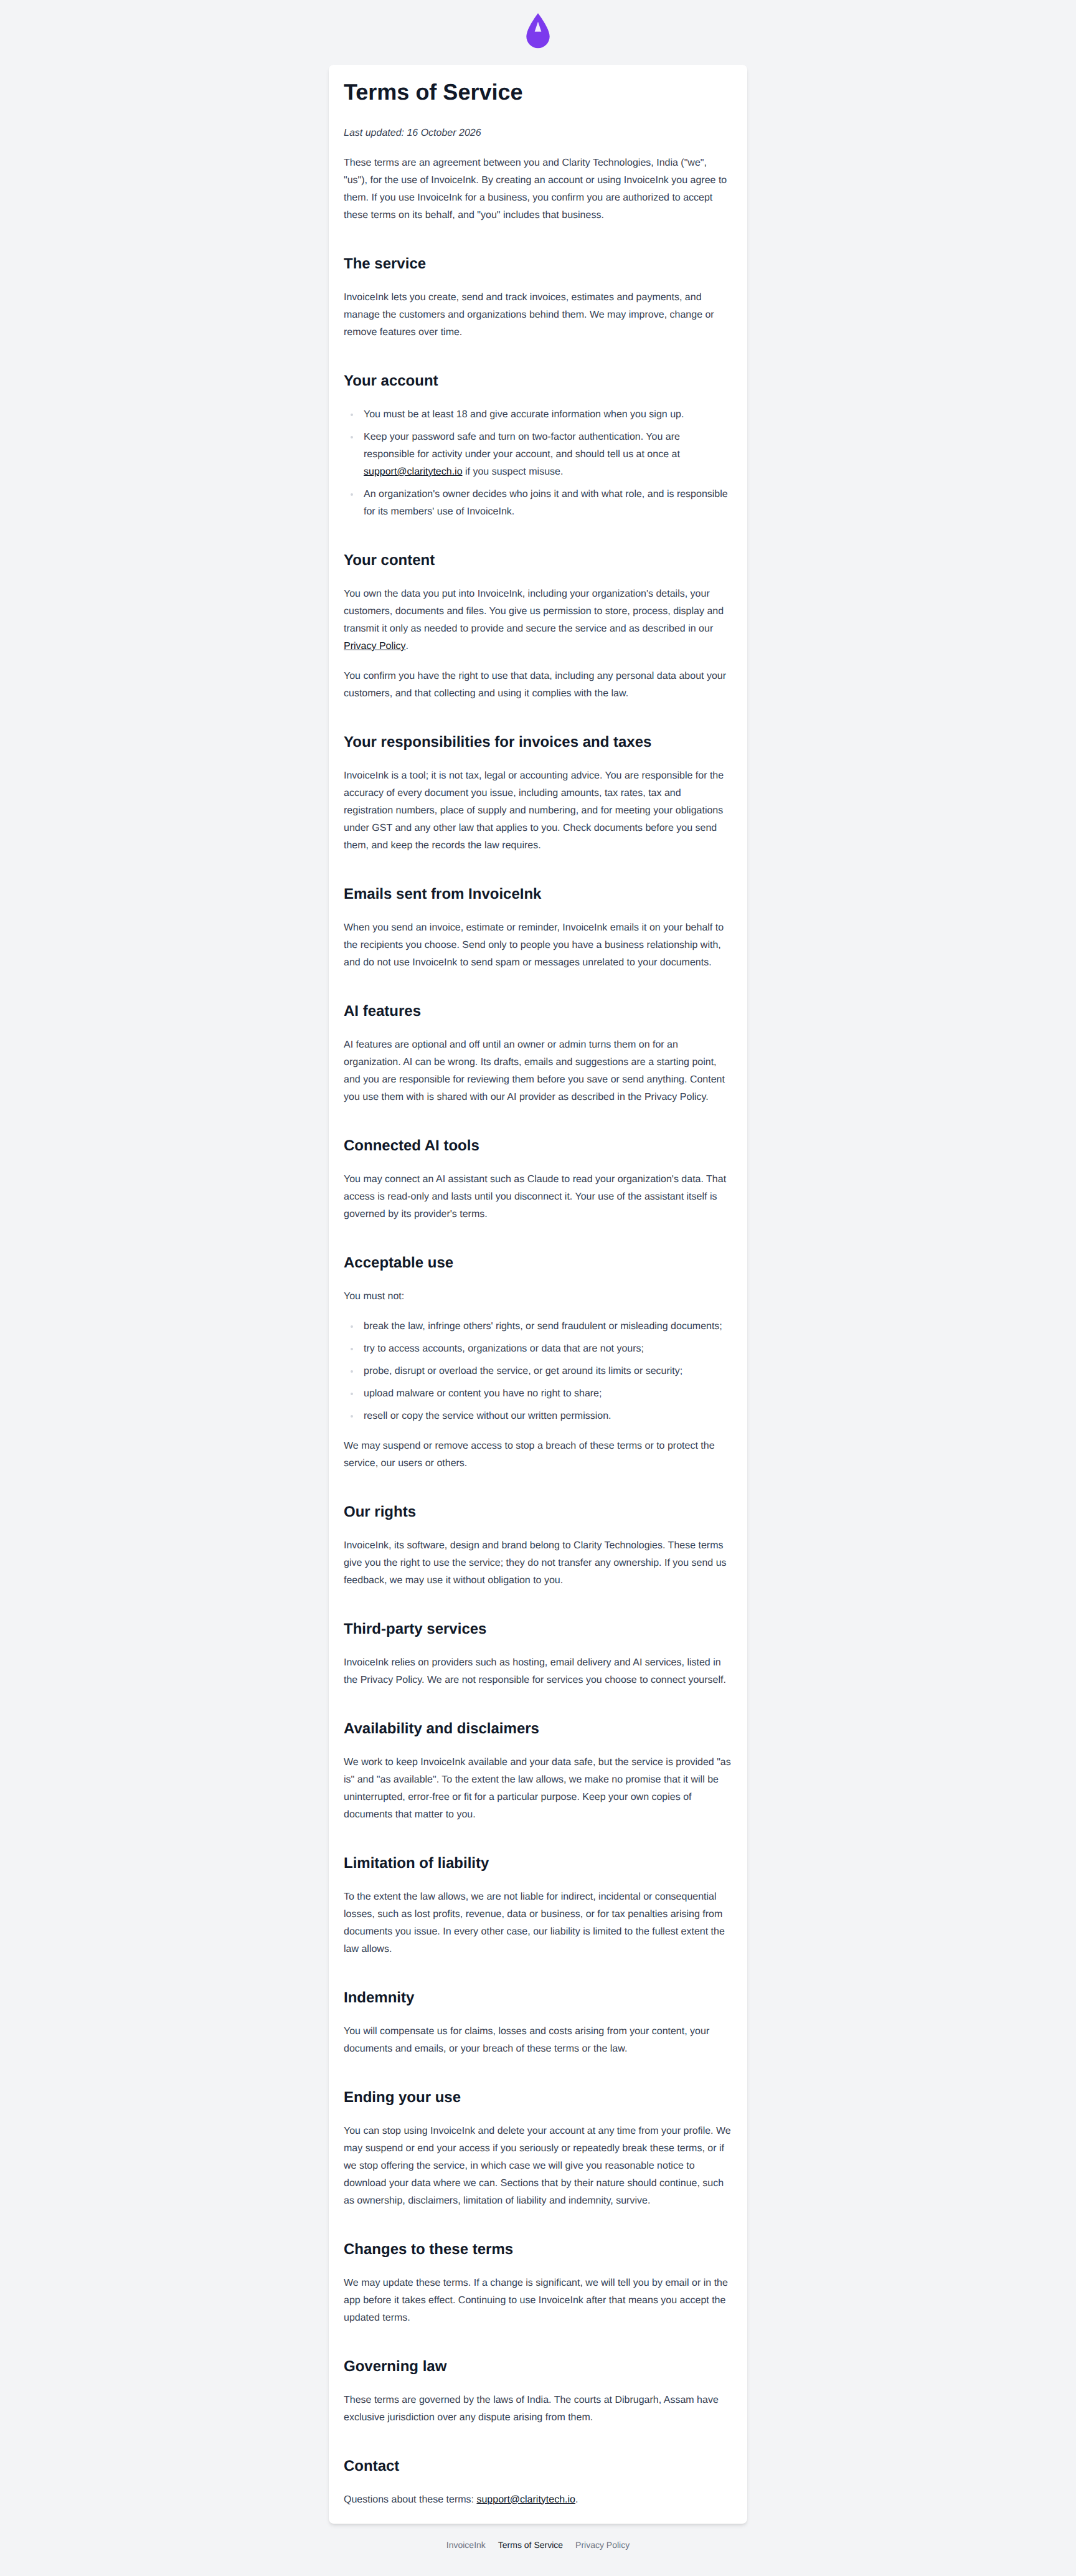 Terms of Service
Last updated: 16 October 2026
These terms are an agreement between you and Clarity Technologies, India ("we",
"us"), for the use of InvoiceInk. By creating an account or using InvoiceInk you agree to
them. If you use InvoiceInk for a business, you confirm you are authorized to accept
these terms on its behalf, and "you" includes that business.
The service
InvoiceInk lets you create, send and track invoices, estimates and payments, and
manage the customers and organizations behind them. We may improve, change or
remove features over time.
Your account
You must be at least 18 and give accurate information when you sign up.
Keep your password safe and turn on two-factor authentication. You are
responsible for activity under your account, and should tell us at once at
support@claritytech.io if you suspect misuse.
An organization's owner decides who joins it and with what role, and is responsible
for its members' use of InvoiceInk.
Your content
You own the data you put into InvoiceInk, including your organization's details, your
customers, documents and files. You give us permission to store, process, display and
transmit it only as needed to provide and secure the service and as described in our
Privacy Policy.
You confirm you have the right to use that data, including any personal data about your
customers, and that collecting and using it complies with the law.
Your responsibilities for invoices and taxes
InvoiceInk is a tool; it is not tax, legal or accounting advice. You are responsible for the
accuracy of every document you issue, including amounts, tax rates, tax and
registration numbers, place of supply and numbering, and for meeting your obligations
under GST and any other law that applies to you. Check documents before you send
them, and keep the records the law requires.
Emails sent from InvoiceInk
When you send an invoice, estimate or reminder, InvoiceInk emails it on your behalf to
the recipients you choose. Send only to people you have a business relationship with,
and do not use InvoiceInk to send spam or messages unrelated to your documents.
AI features
AI features are optional and off until an owner or admin turns them on for an
organization. AI can be wrong. Its drafts, emails and suggestions are a starting point,
and you are responsible for reviewing them before you save or send anything. Content
you use them with is shared with our AI provider as described in the Privacy Policy.
Connected AI tools
You may connect an AI assistant such as Claude to read your organization's data. That
access is read-only and lasts until you disconnect it. Your use of the assistant itself is
governed by its provider's terms.
Acceptable use
You must not:
break the law, infringe others' rights, or send fraudulent or misleading documents;
try to access accounts, organizations or data that are not yours;
probe, disrupt or overload the service, or get around its limits or security;
upload malware or content you have no right to share;
resell or copy the service without our written permission.
We may suspend or remove access to stop a breach of these terms or to protect the
service, our users or others.
Our rights
InvoiceInk, its software, design and brand belong to Clarity Technologies. These terms
give you the right to use the service; they do not transfer any ownership. If you send us
feedback, we may use it without obligation to you.
Third-party services
InvoiceInk relies on providers such as hosting, email delivery and AI services, listed in
the Privacy Policy. We are not responsible for services you choose to connect yourself.
Availability and disclaimers
We work to keep InvoiceInk available and your data safe, but the service is provided "as
is" and "as available". To the extent the law allows, we make no promise that it will be
uninterrupted, error-free or fit for a particular purpose. Keep your own copies of
documents that matter to you.
Limitation of liability
To the extent the law allows, we are not liable for indirect, incidental or consequential
losses, such as lost profits, revenue, data or business, or for tax penalties arising from
documents you issue. In every other case, our liability is limited to the fullest extent the
law allows.
Indemnity
You will compensate us for claims, losses and costs arising from your content, your
documents and emails, or your breach of these terms or the law.
Ending your use
You can stop using InvoiceInk and delete your account at any time from your profile. We
may suspend or end your access if you seriously or repeatedly break these terms, or if
we stop offering the service, in which case we will give you reasonable notice to
download your data where we can. Sections that by their nature should continue, such
as ownership, disclaimers, limitation of liability and indemnity, survive.
Changes to these terms
We may update these terms. If a change is significant, we will tell you by email or in the
app before it takes effect. Continuing to use InvoiceInk after that means you accept the
updated terms.
Governing law
These terms are governed by the laws of India. The courts at Dibrugarh, Assam have
exclusive jurisdiction over any dispute arising from them.
Contact
Questions about these terms: support@claritytech.io.
InvoiceInk Terms of Service Privacy Policy